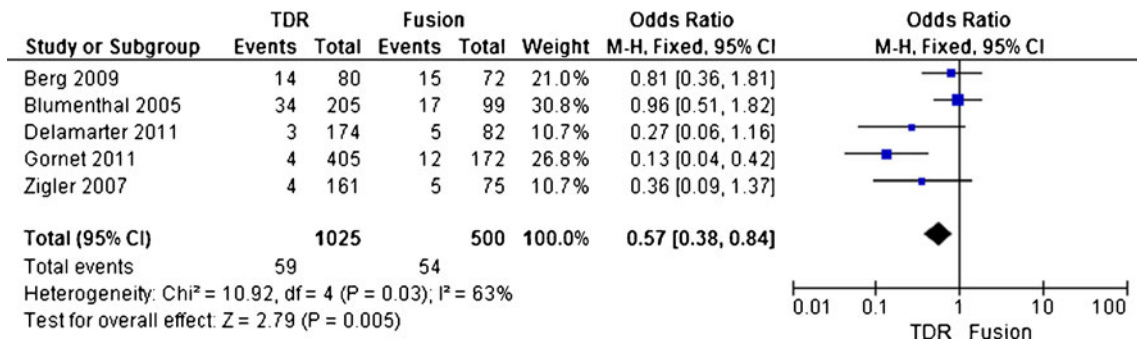 TDR Fusion Odds Ratio Odds Ratio
Study or Subgroup Events Total Events Total Weight M-H, Fixed, 95% CI M-H, Fixed, 95% CI
Berg 2009 14 80 15 72 21.0% 0.81 [0.36, 1.81]
Blumenthal 2005 34 205 17 99 30.8% 0.96 [0.51, 1.82]
Delamarter 2011 3 174 5 82 10.7% 0.27 [0.06, 1.16]
Gornet 2011 4 405 12 172 26.8% 0.13 [0.04, 0.42]
Zigler 2007 4 161 5 75 10.7% 0.36 [0.09, 1.37]
Total (95% CI) 1025 500 100.0% 0.57 [0.38, 0.84]
Total events 59 54
Heterogeneity: Chi² = 10.92, df = 4 (P = 0.03); I² = 63%
Test for overall effect: Z = 2.79 (P = 0.005)
0.01 0.1 1 10 100
TDR Fusion